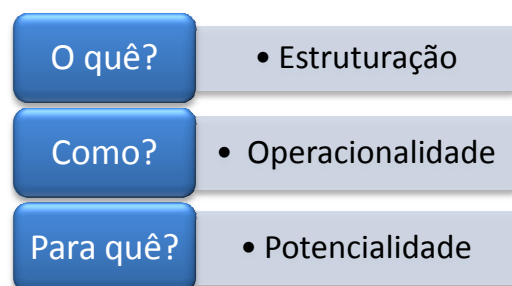 O quê?
• Estruturação
Como?
• Operacionalidade
Para quê?
• Potencialidade